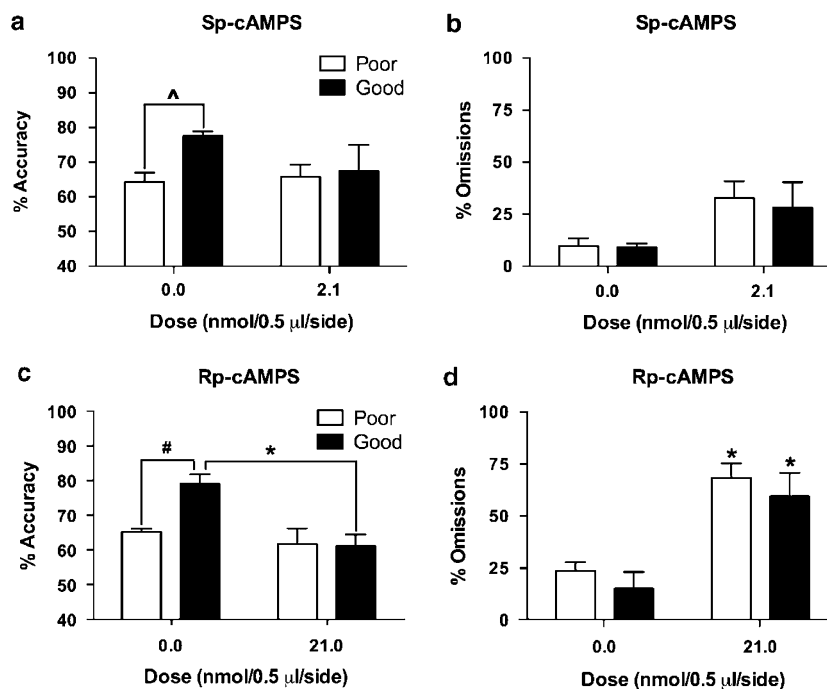 a
Sp-cAMPS
100
90
80
70
60
50
40
% Accuracy
Poor
Good
^
0.0
2.1
Dose (nmol/0.5 µl/side)
b
Sp-cAMPS
100
75
50
25
0
% Omissions
0.0
2.1
Dose (nmol/0.5 µl/side)
c
Rp-cAMPS
100
90
80
70
60
50
40
% Accuracy
Poor
Good
#
*
0.0
21.0
Dose (nmol/0.5 µl/side)
d
Rp-cAMPS
100
75
50
25
0
% Omissions
*
*
0.0
21.0
Dose (nmol/0.5 µl/side)